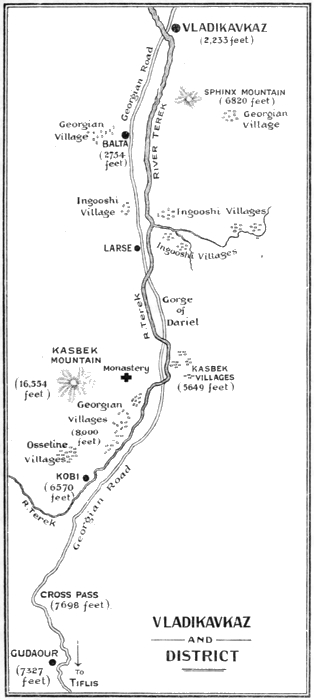 VLADIKAVKAZ
(2,233 feet)
Georgian Road
SPHINX MOUNTAIN
(6820 feet)
Georgian
Village
Georgian
Village
BALTA
(2754
feet)
RIVER TEREK
Ingooshi
Village
Ingooshi Villages
Ingooshi Villages
LARSE
R. Terek
Gorge
of
Dariel
KASBEK
MOUNTAIN
(16,554
feet)
Monastery
KASBEK
VILLAGES
(5649 feet)
Georgian
Villages
(8,000
feet)
Osseline
Villages
KOBI
(6570
feet)
R. Terek
Georgian Road
CROSS PASS
(7698 feet)
GUDAOUR
(7327
feet)
To
TIFLIS
VLADIKAVKAZ
AND
DISTRICT